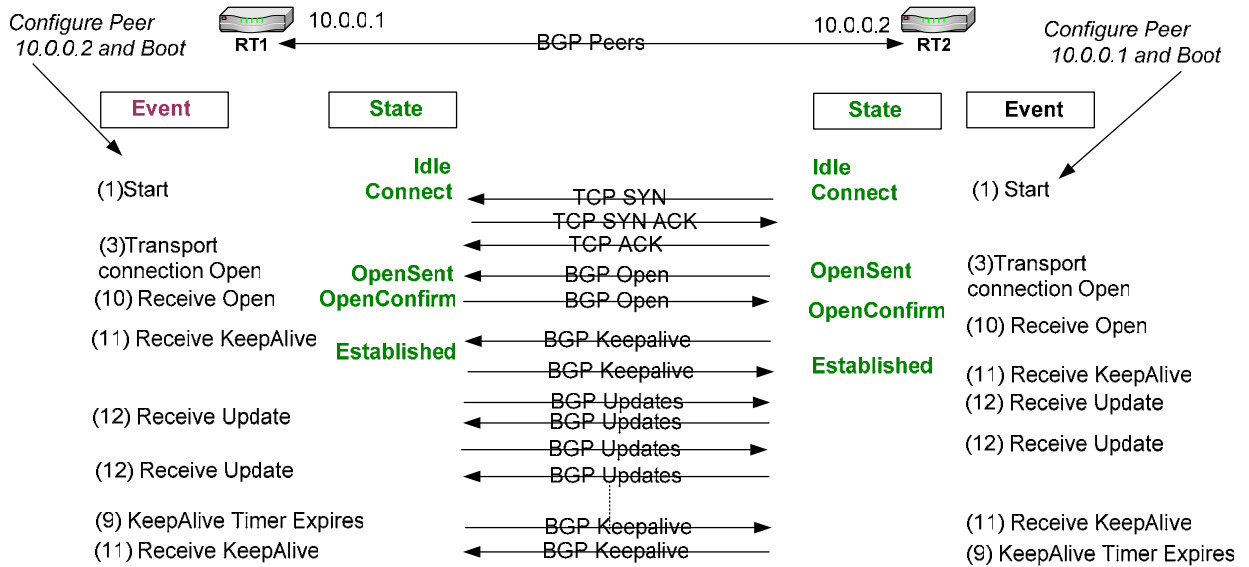 Configure Peer
10.0.0.2 and Boot
RT1
10.0.0.1
BGP Peers
10.0.0.2
RT2
Configure Peer
10.0.0.1 and Boot
Event
State
State
Event
Idle
Idle
(1)Start
Connect
Connect
(1) Start
TCP SYN
TCP SYN ACK
TCP ACK
(3)Transport
connection Open
OpenSent
BGP Open
OpenSent
(3)Transport
connection Open
(10) Receive Open
OpenConfirm
BGP Open
OpenConfirm
(10) Receive Open
(11) Receive KeepAlive
BGP Keepalive
Established
Established
BGP Keepalive
(11) Receive KeepAlive
BGP Updates
(12) Receive Update
(12) Receive Update
BGP Updates
BGP Updates
(12) Receive Update
(12) Receive Update
BGP Updates
(9) KeepAlive Timer Expires
BGP Keepalive
(11) Receive KeepAlive
(11) Receive KeepAlive
BGP Keepalive
(9) KeepAlive Timer Expires